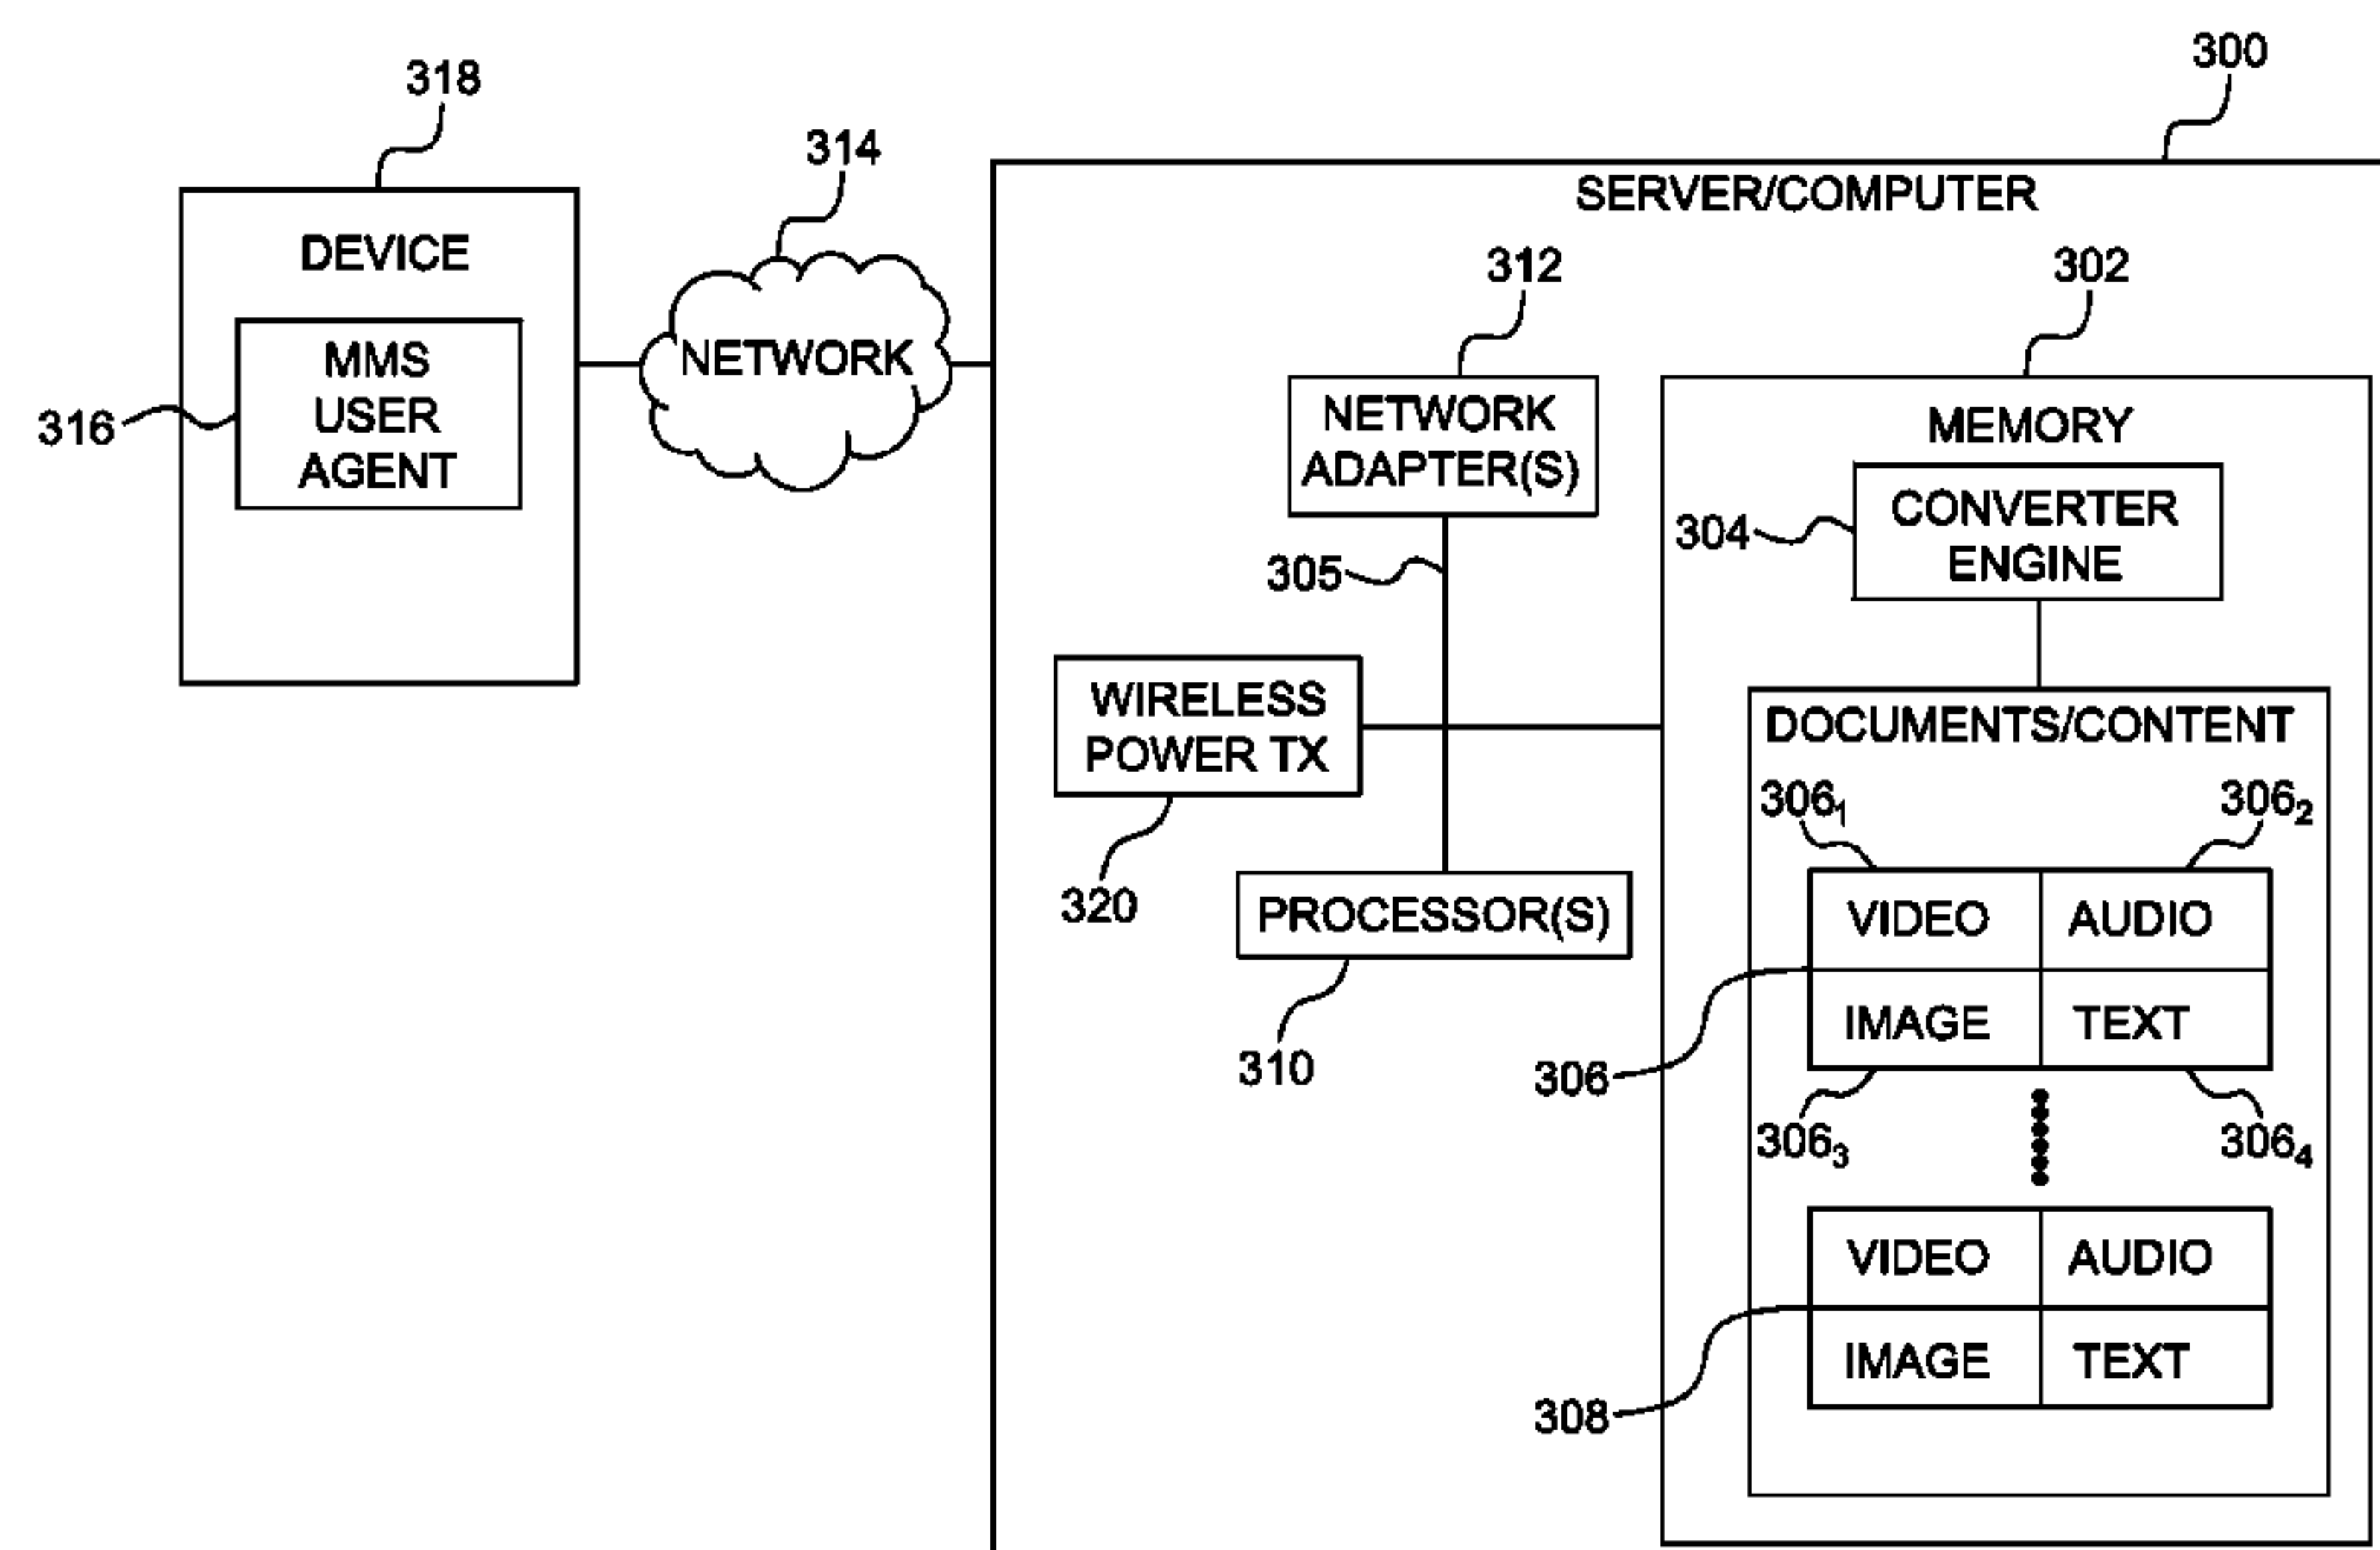 300
318
314
SERVER/COMPUTER
DEVICE
312
302
MMS
USER
AGENT
316
NETWORK
NETWORK
ADAPTER(S)
MEMORY
304
CONVERTER
ENGINE
305
WIRELESS
POWER TX
DOCUMENTS/CONTENT
306₁
306₂
320
PROCESSOR(S)
VIDEO
AUDIO
310
306
IMAGE
TEXT
306₃
306₄
VIDEO
AUDIO
308
IMAGE
TEXT